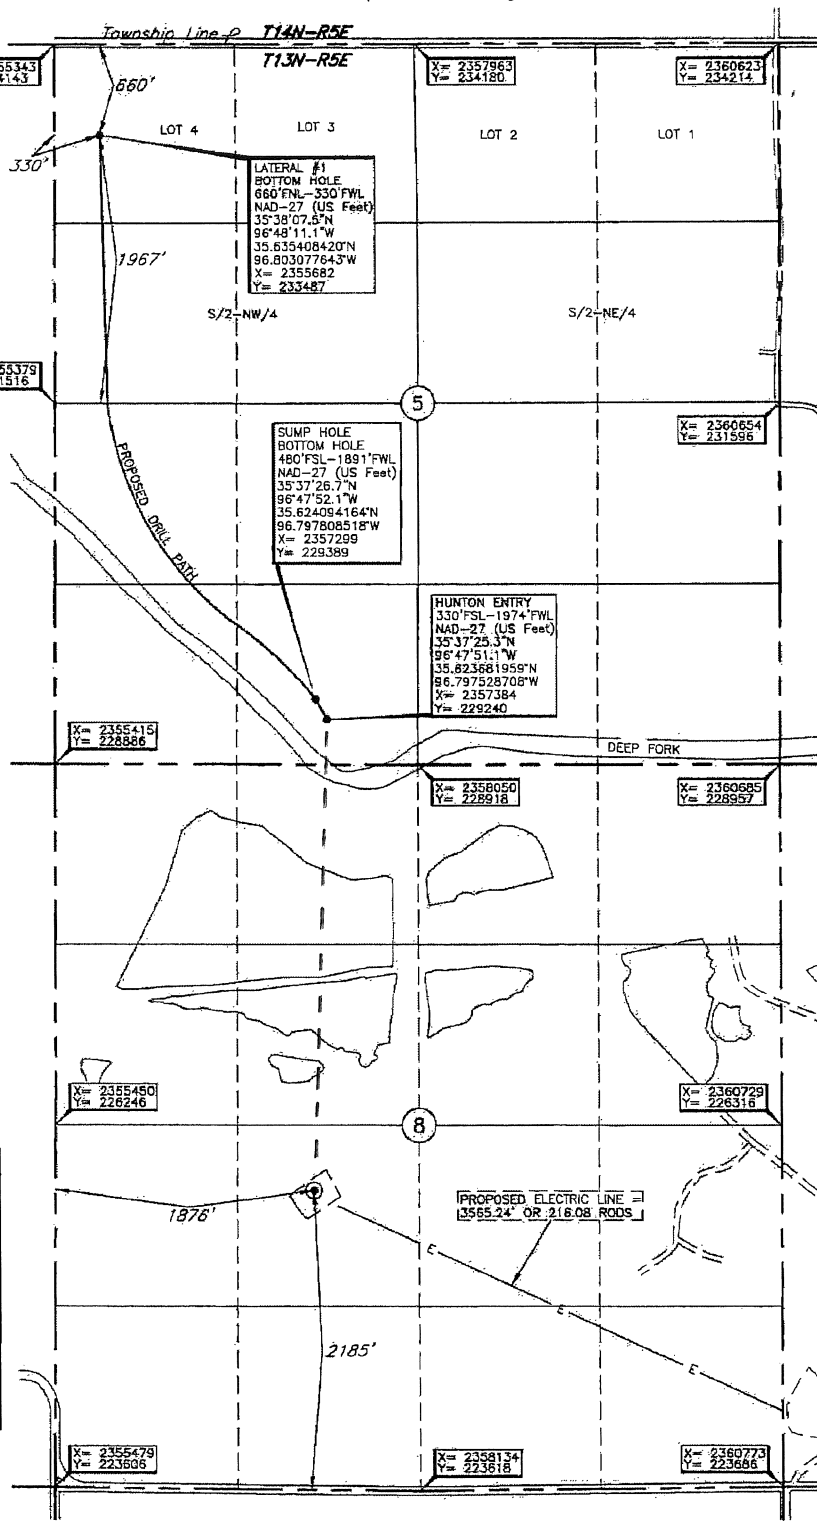 Township Line
T14N-R5E
T13N-R5E
55343
4143
X= 2357963
Y= 234180
X= 2360623
Y= 234214
660'
LOT 4
LOT 3
LOT 2
LOT 1
330'
LATERAL #1
BOTTOM HOLE
660'FNL-330'FWL
NAD-27 (US Feet)
35°38'07.5"N
96°48'11.1"W
35.635408420°N
96.803077643°W
X= 2355682
Y= 233487
1967'
S/2-NW/4
S/2-NE/4
55379
1516
5
X= 2360654
Y= 231596
SUMP HOLE
BOTTOM HOLE
480'FSL-1891'FWL
NAD-27 (US Feet)
35°37'26.7"N
96°47'52.1"W
35.624094164°N
96.797808518°W
X= 2357299
Y= 229389
PROPOSED DRILL PATH
HUNTON ENTRY
330'FSL-1974'FWL
NAD-27 (US Feet)
35°37'25.3"N
96°47'51.1"W
35.623681959°N
96.797528708°W
X= 2357384
Y= 229240
X= 2355415
Y= 228886
DEEP FORK
X= 2358050
Y= 228918
X= 2360685
Y= 228957
X= 2355450
Y= 226246
X= 2360729
Y= 226316
8
1876'
PROPOSED ELECTRIC LINE =
3565.24' OR 216.08 RODS
E
E
E
2185'
X= 2355479
Y= 223606
X= 2358134
Y= 223618
X= 2360773
Y= 223686